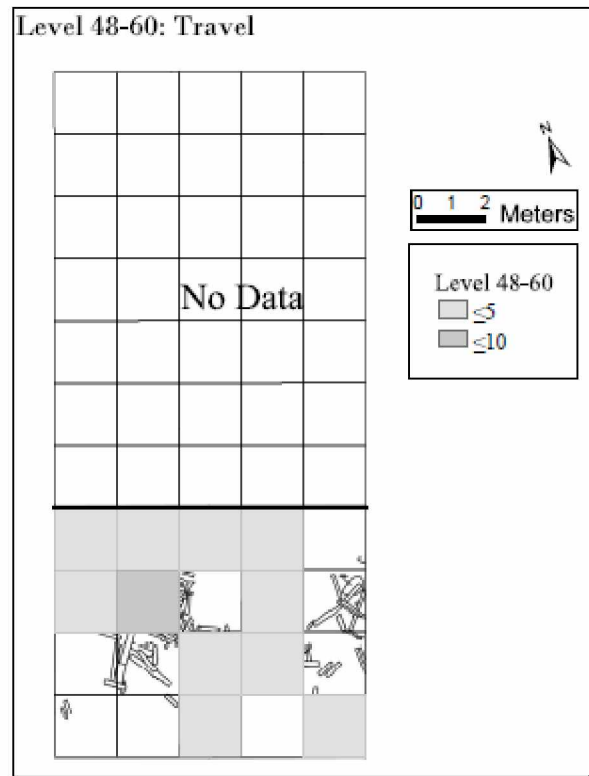 Level 48-60: Travel
N
0 1 2
Meters
No Data
Level 48-60
≤5
≤10